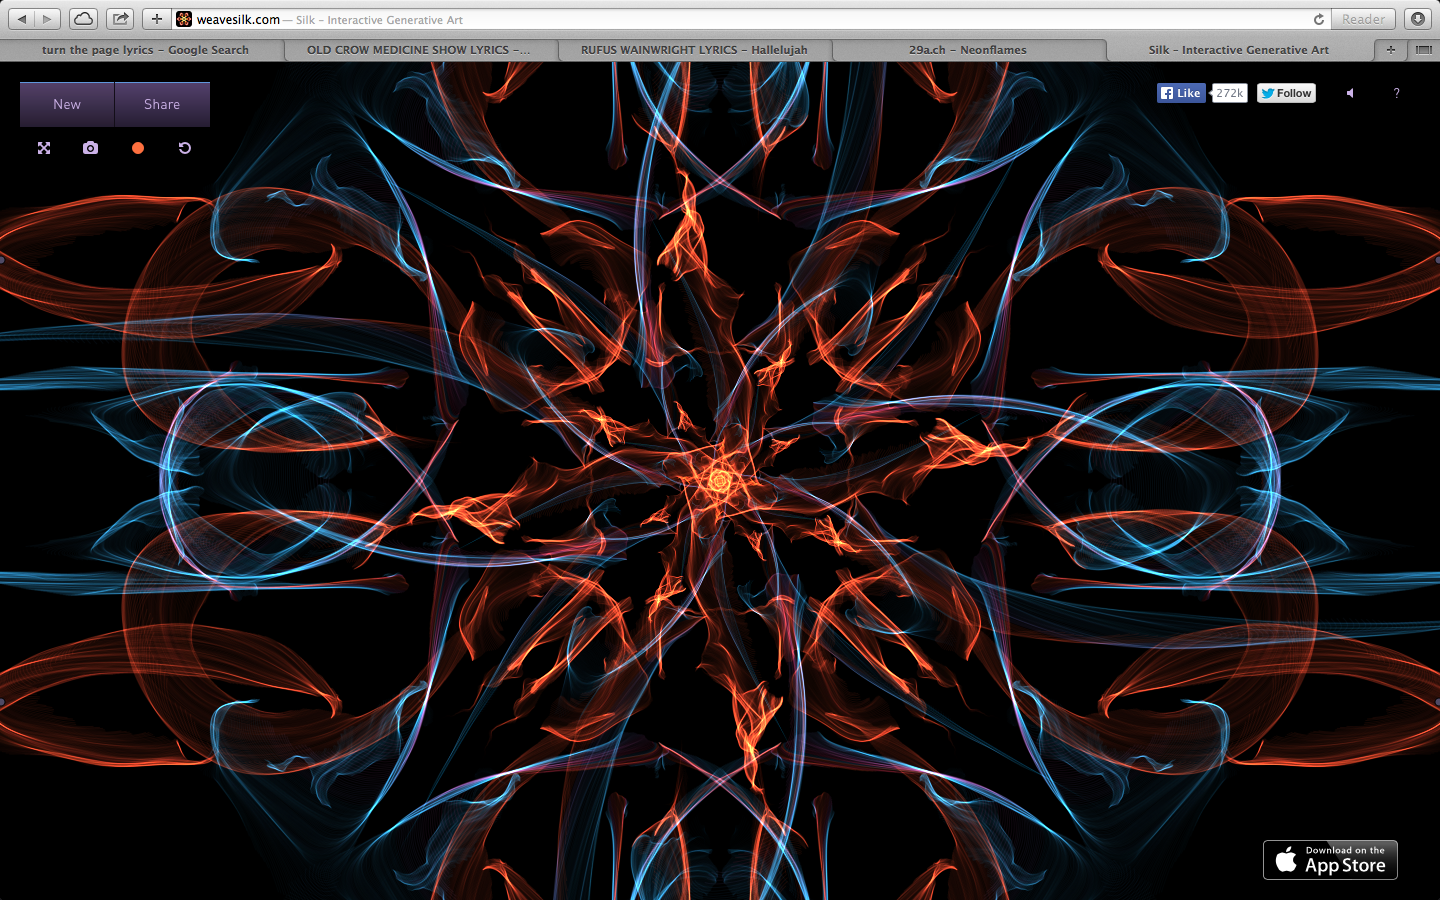 weavesilk.com — Silk – Interactive Generative Art
Reader
turn the page lyrics – Google Search
OLD CROW MEDICINE SHOW LYRICS –...
RUFUS WAINWRIGHT LYRICS – Hallelujah
29a.ch – Neonflames
Silk – Interactive Generative Art
New
Share
Like
272k
Follow
?
Download on the
App Store